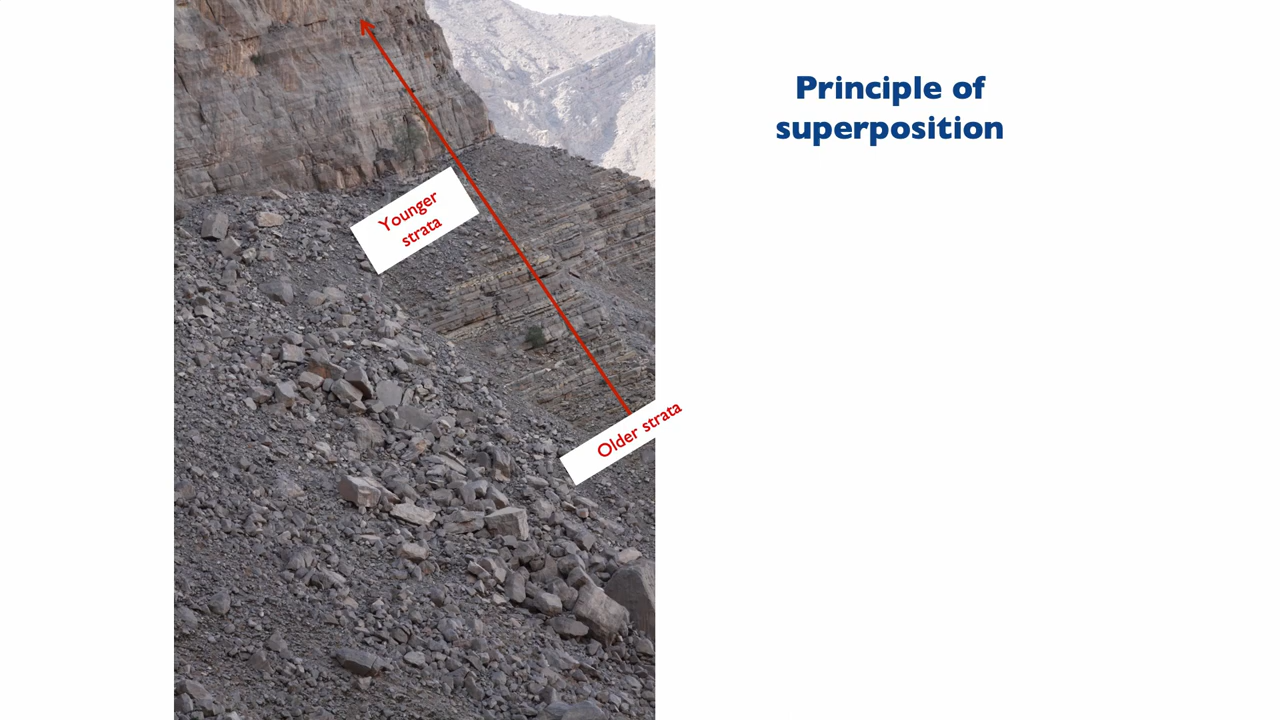 Principle of
superposition
Younger
strata
Older strata